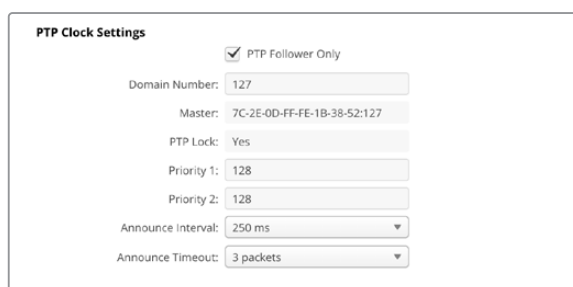 PTP Clock Settings
PTP Follower Only
Domain Number: 127
Master: 7C-2E-0D-FF-FE-1B-38-52:127
PTP Lock: Yes
Priority 1: 128
Priority 2: 128
Announce Interval: 250 ms
Announce Timeout: 3 packets